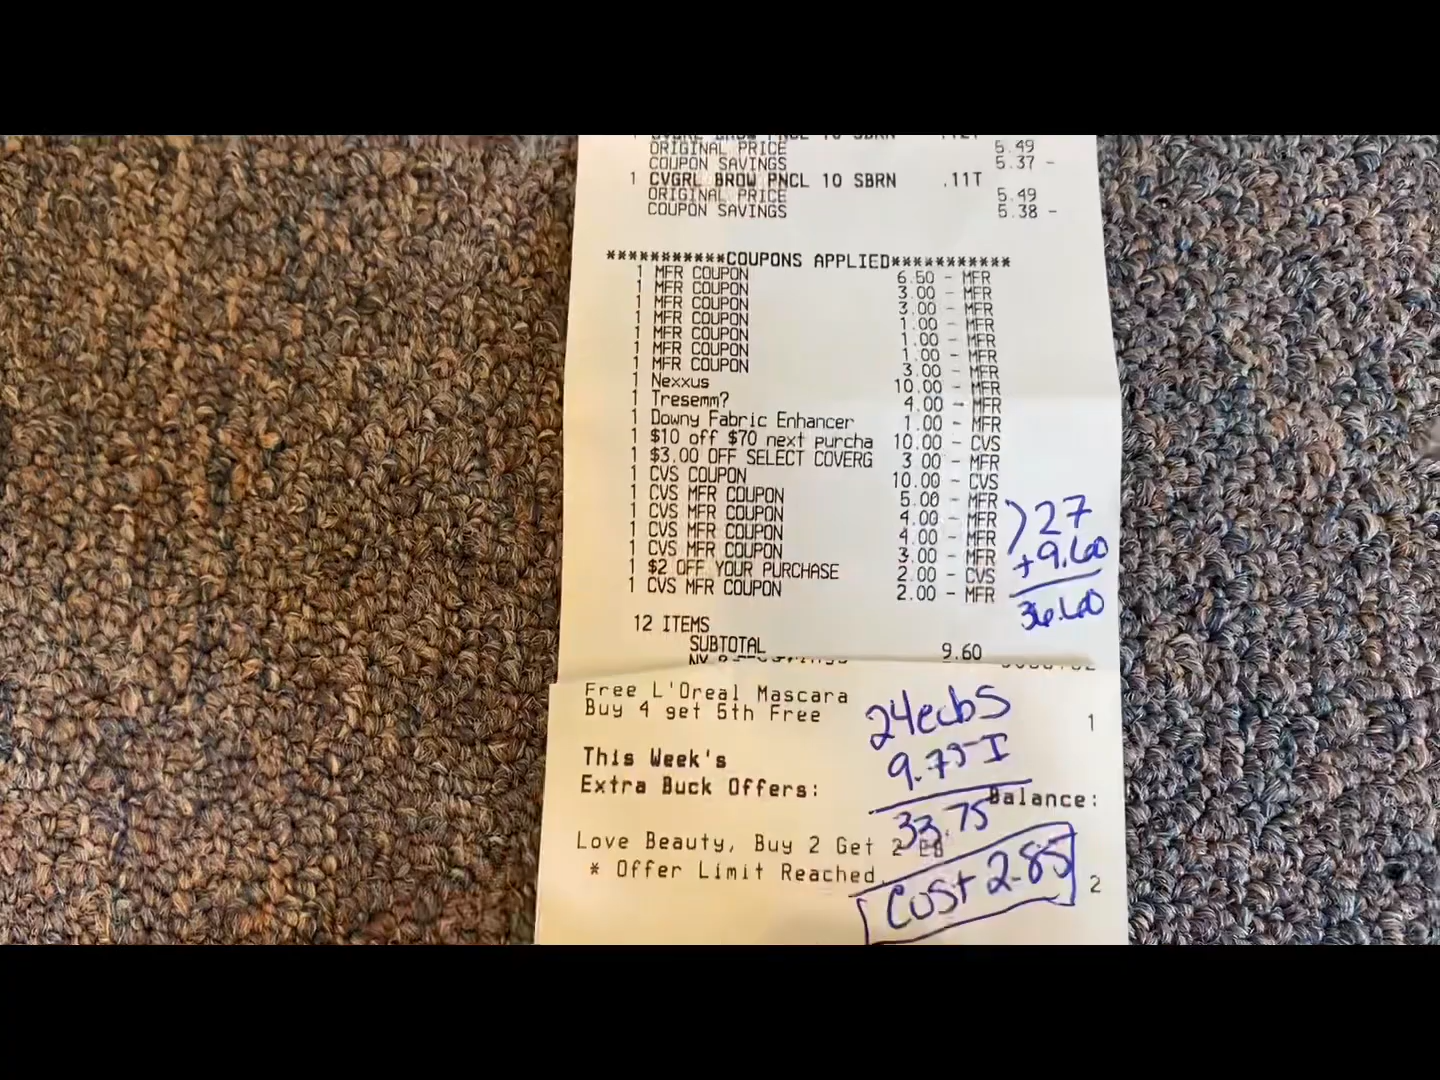 ORIGINAL PRICE 5.49
COUPON SAVINGS 5.37 -
1 CVGRL BROW PNCL 10 SBRN .11T
ORIGINAL PRICE 5.49
COUPON SAVINGS 5.38 -
***********COUPONS APPLIED***********
1 MFR COUPON 6.50 - MFR
1 MFR COUPON 3.00 - MFR
1 MFR COUPON 3.00 - MFR
1 MFR COUPON 1.00 - MFR
1 MFR COUPON 1.00 - MFR
1 MFR COUPON 1.00 - MFR
1 MFR COUPON 3.00 - MFR
1 Nexxus 10.00 - MFR
1 Tresemm? 4.00 - MFR
1 Downy Fabric Enhancer 1.00 - MFR
1 $10 off $70 next purcha 10.00 - CVS
1 $3.00 OFF SELECT COVERG 3.00 - MFR
1 CVS COUPON 10.00 - CVS
1 CVS MFR COUPON 5.00 - MFR
1 CVS MFR COUPON 4.00 - MFR
1 CVS MFR COUPON 4.00 - MFR
1 CVS MFR COUPON 3.00 - MFR
1 $2 OFF YOUR PURCHASE 2.00 - CVS
1 CVS MFR COUPON 2.00 - MFR
)27
+9.60
36.60
12 ITEMS
SUBTOTAL 9.60
Free L'Oreal Mascara
Buy 4 get 5th Free 1
24ecbs
9.75 I
33.75
Cost 2.85
This Week's
Extra Buck Offers: Balance:
Love Beauty, Buy 2 Get 2 EB
* Offer Limit Reached. 2